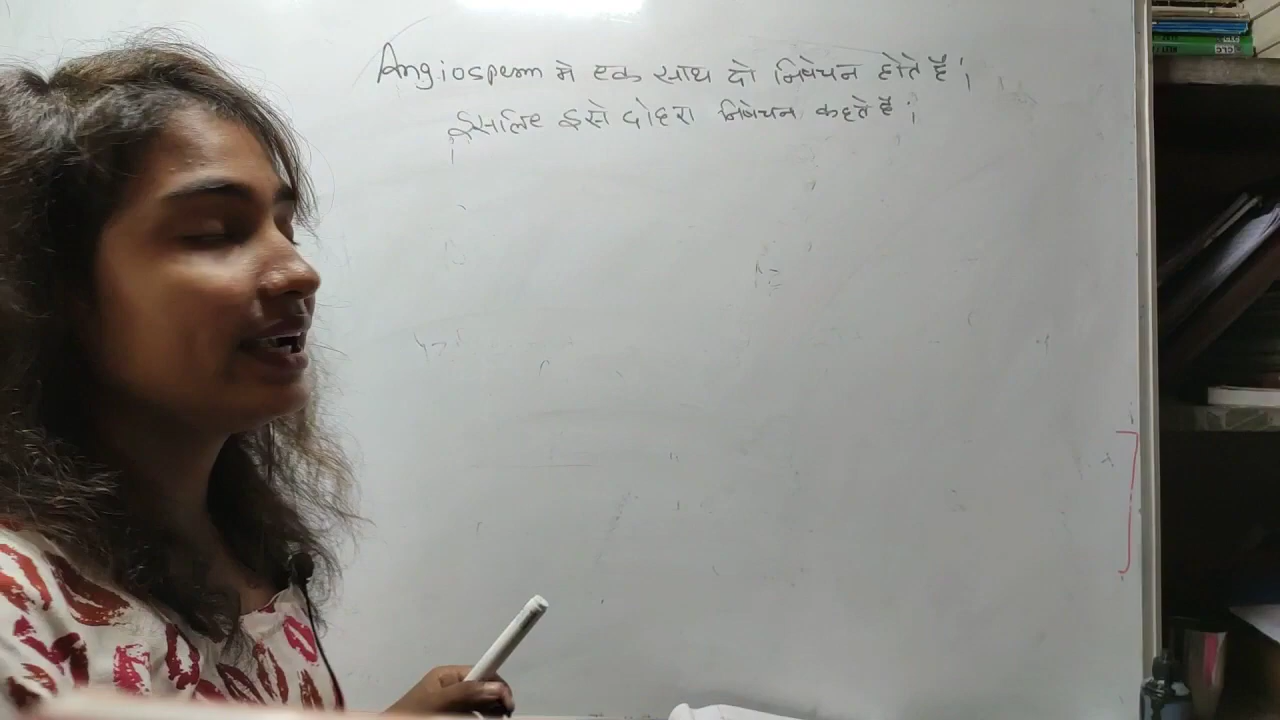 Angiosperm मे एक साथ दो निषेचन होते है।
इसलिए इसे दोहरा निषेचन कहते है।